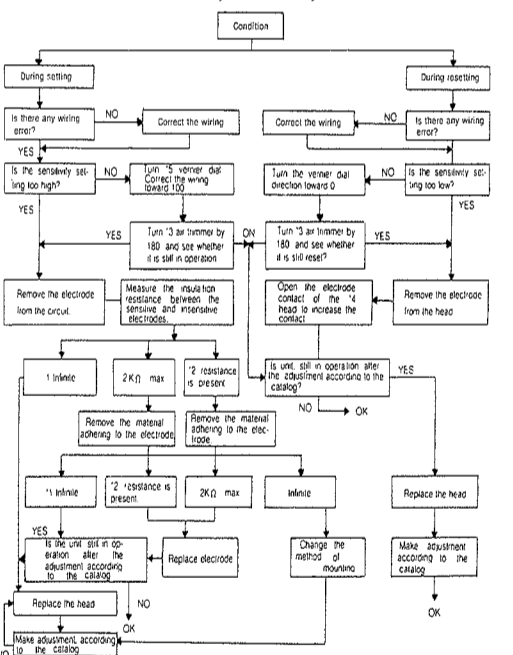 Condition
During setting
During resetting
Is there any wiring
error?
NO
Correct the wiring
Correct the wiring
NO
Is there any wiring
error?
YES
Is the sensitivity set-
ting too high?
NO
Turn *5 vernier dial
Correct the wiring
toward 100
Turn the vernier dial
direction toward 0
NO
Is the sensitivity set-
ting too low?
YES
YES
YES
Turn *3 air trimmer by
180 and see whether
it is still in operation
ON
Turn *3 air trimmer by
180 and see whether
it is still reset?
YES
Remove the electrode
from the circuit.
Measure the insulation
resistance between the
sensitive and insensitive
electrodes.
Open the electrode
contact of the *4
head to increase the
contact
Remove the electrode
from the head
1 Infinite
2KΩ max
*2 resistance
is present
Is unit, still in operation after
the adjustment according to the
catalog?
YES
NO
OK
Remove the material
adhering to the electrode
Remove the material
adhering to the elec-
trode
*1 Infinite
*2 resistance is
present
2KΩ max
Infinite
Replace the head
YES
Is the unit still in op-
eration after the
adjustment according
to the catalog
Replace electrode
Change the
method of
mounting
Make adjustment
according to the
catalog
Replace the head
NO
OK
OK
Make adjustment according
to the catalog